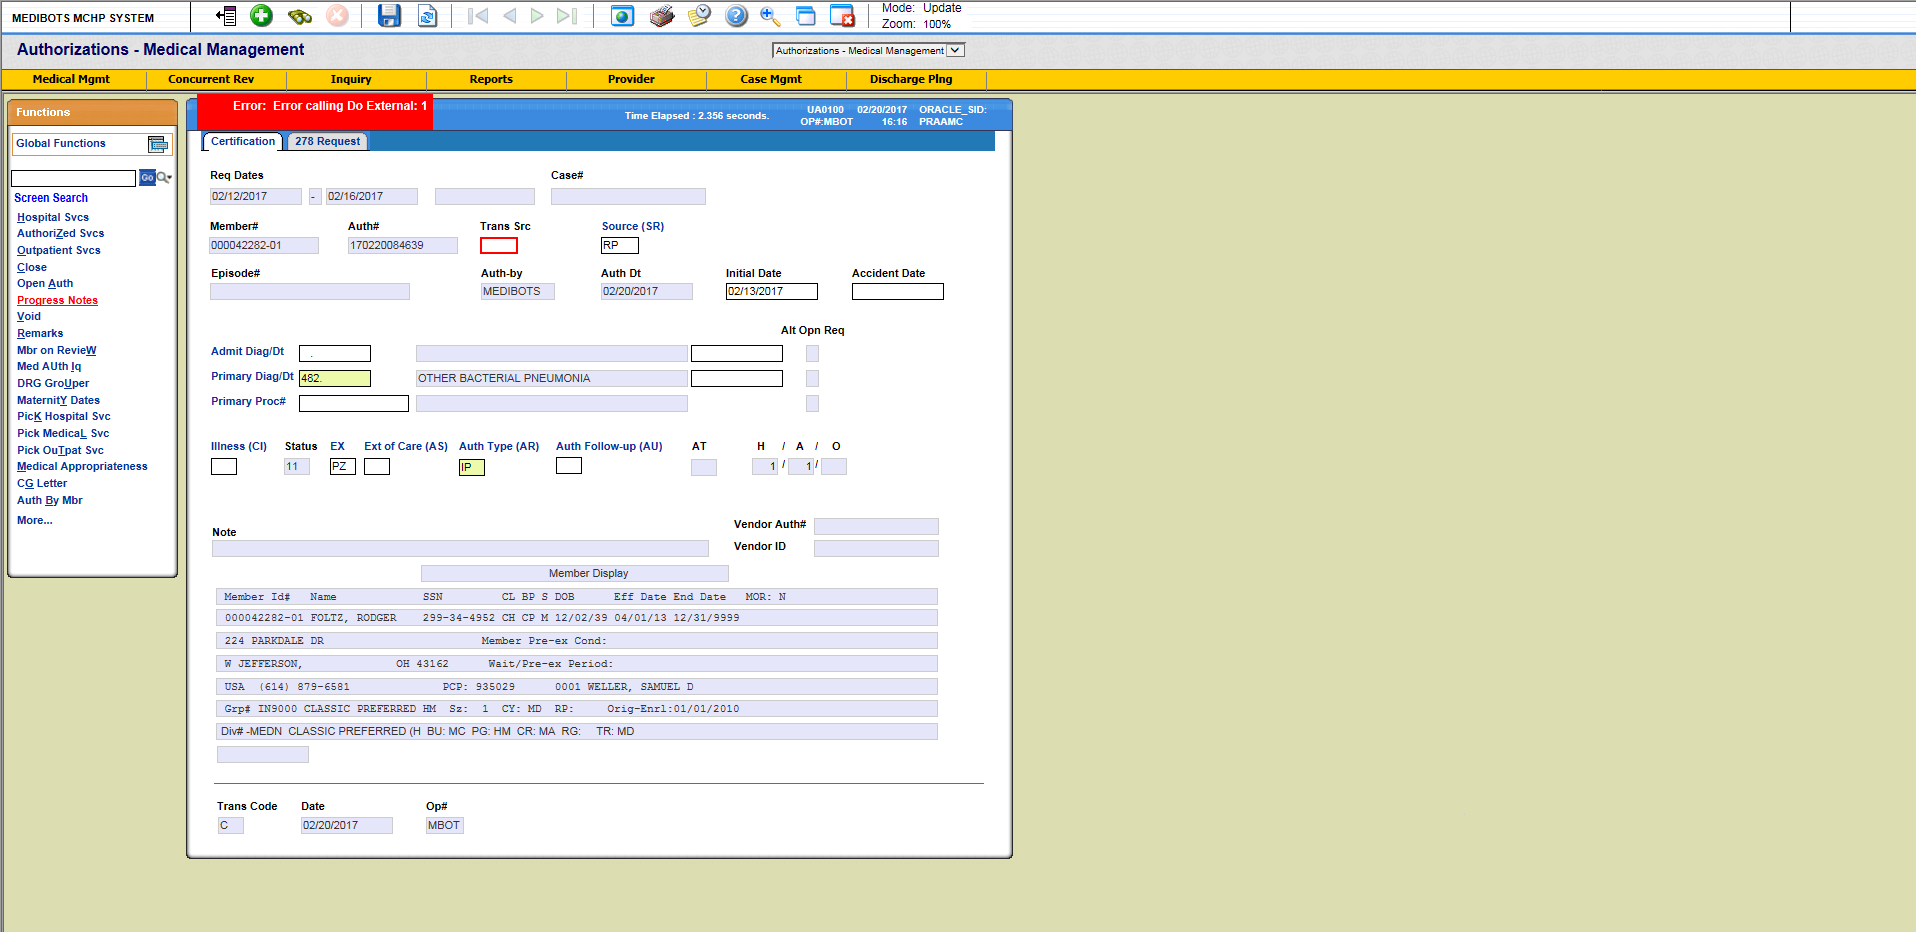 MEDIBOTS MCHP SYSTEM
Mode: Update
Zoom: 100%
Authorizations - Medical Management
Authorizations - Medical Management
Medical Mgmt Concurrent Rev Inquiry Reports Provider Case Mgmt Discharge Plng
Functions
Global Functions
Go
Screen Search
Hospital Svcs
AuthoriZed Svcs
Outpatient Svcs
Close
Open Auth
Progress Notes
Void
Remarks
Mbr on RevieW
Med AUth Iq
DRG GroUper
MaternitY Dates
PicK Hospital Svc
Pick MedicaL Svc
Pick OuTpat Svc
Medical Appropriateness
CG Letter
Auth By Mbr
More...
Error: Error calling Do External: 1
Time Elapsed : 2.356 seconds.
UA0100 02/20/2017 ORACLE_SID:
OP#:MBOT 16:16 PRAAMC
Certification 278 Request
Req Dates Case#
02/12/2017 - 02/16/2017
Member# Auth# Trans Src Source (SR)
000042282-01 170220084639 RP
Episode# Auth-by Auth Dt Initial Date Accident Date
MEDIBOTS 02/20/2017 02/13/2017
Alt Opn Req
Admit Diag/Dt .
Primary Diag/Dt 482. OTHER BACTERIAL PNEUMONIA
Primary Proc#
Illness (CI) Status EX Ext of Care (AS) Auth Type (AR) Auth Follow-up (AU) AT H / A / O
11 PZ IP 1 / 1 /
Note
Vendor Auth#
Vendor ID
Member Display
Member Id# Name SSN CL BP S DOB Eff Date End Date MOR: N
000042282-01 FOLTZ, RODGER 299-34-4952 CH CP M 12/02/39 04/01/13 12/31/9999
224 PARKDALE DR Member Pre-ex Cond:
W JEFFERSON, OH 43162 Wait/Pre-ex Period:
USA (614) 879-6581 PCP: 935029 0001 WELLER, SAMUEL D
Grp# IN9000 CLASSIC PREFERRED HM Sz: 1 CY: MD RP: Orig-Enrl:01/01/2010
Div# -MEDN CLASSIC PREFERRED (H BU: MC PG: HM CR: MA RG: TR: MD
Trans Code Date Op#
C 02/20/2017 MBOT